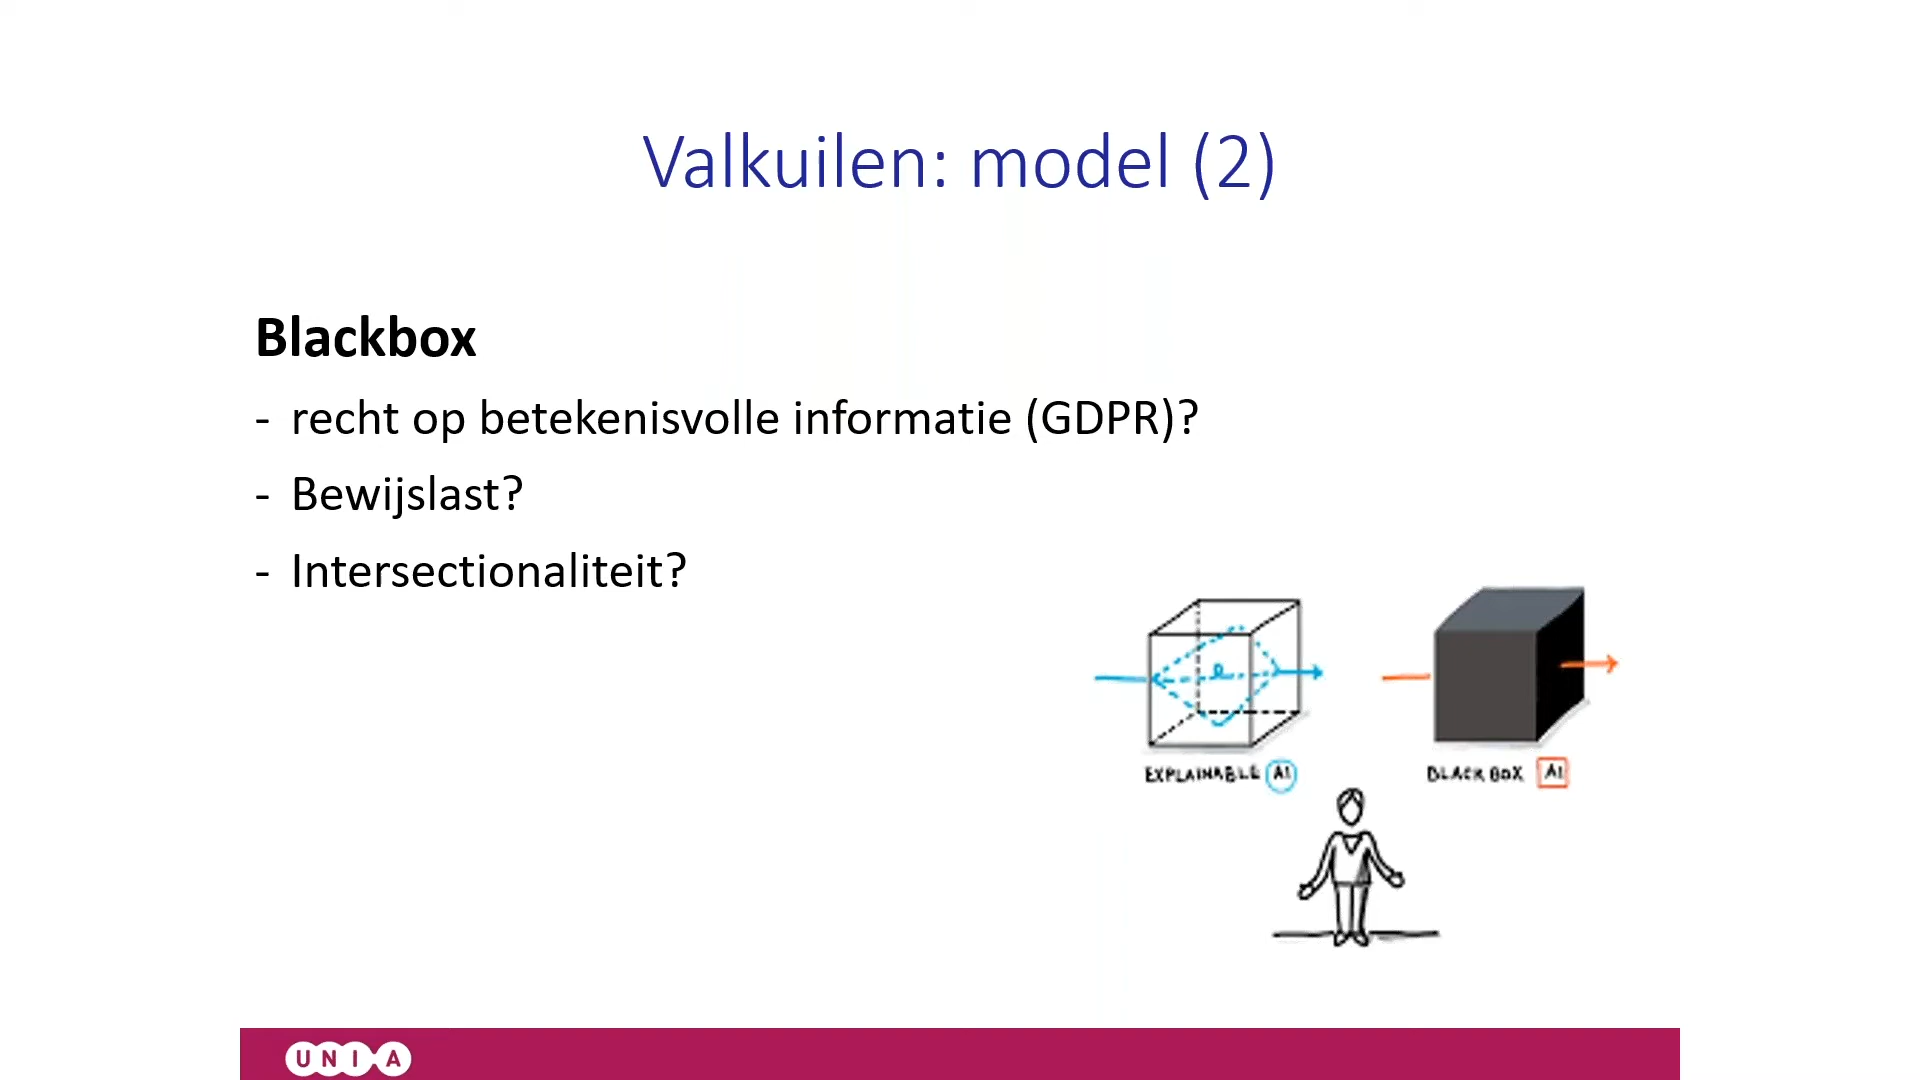 Valkuilen: model (2)
Blackbox
- recht op betekenisvolle informatie (GDPR)?
- Bewijslast?
- Intersectionaliteit?
EXPLAINABLE AI
BLACK BOX AI
UNIA